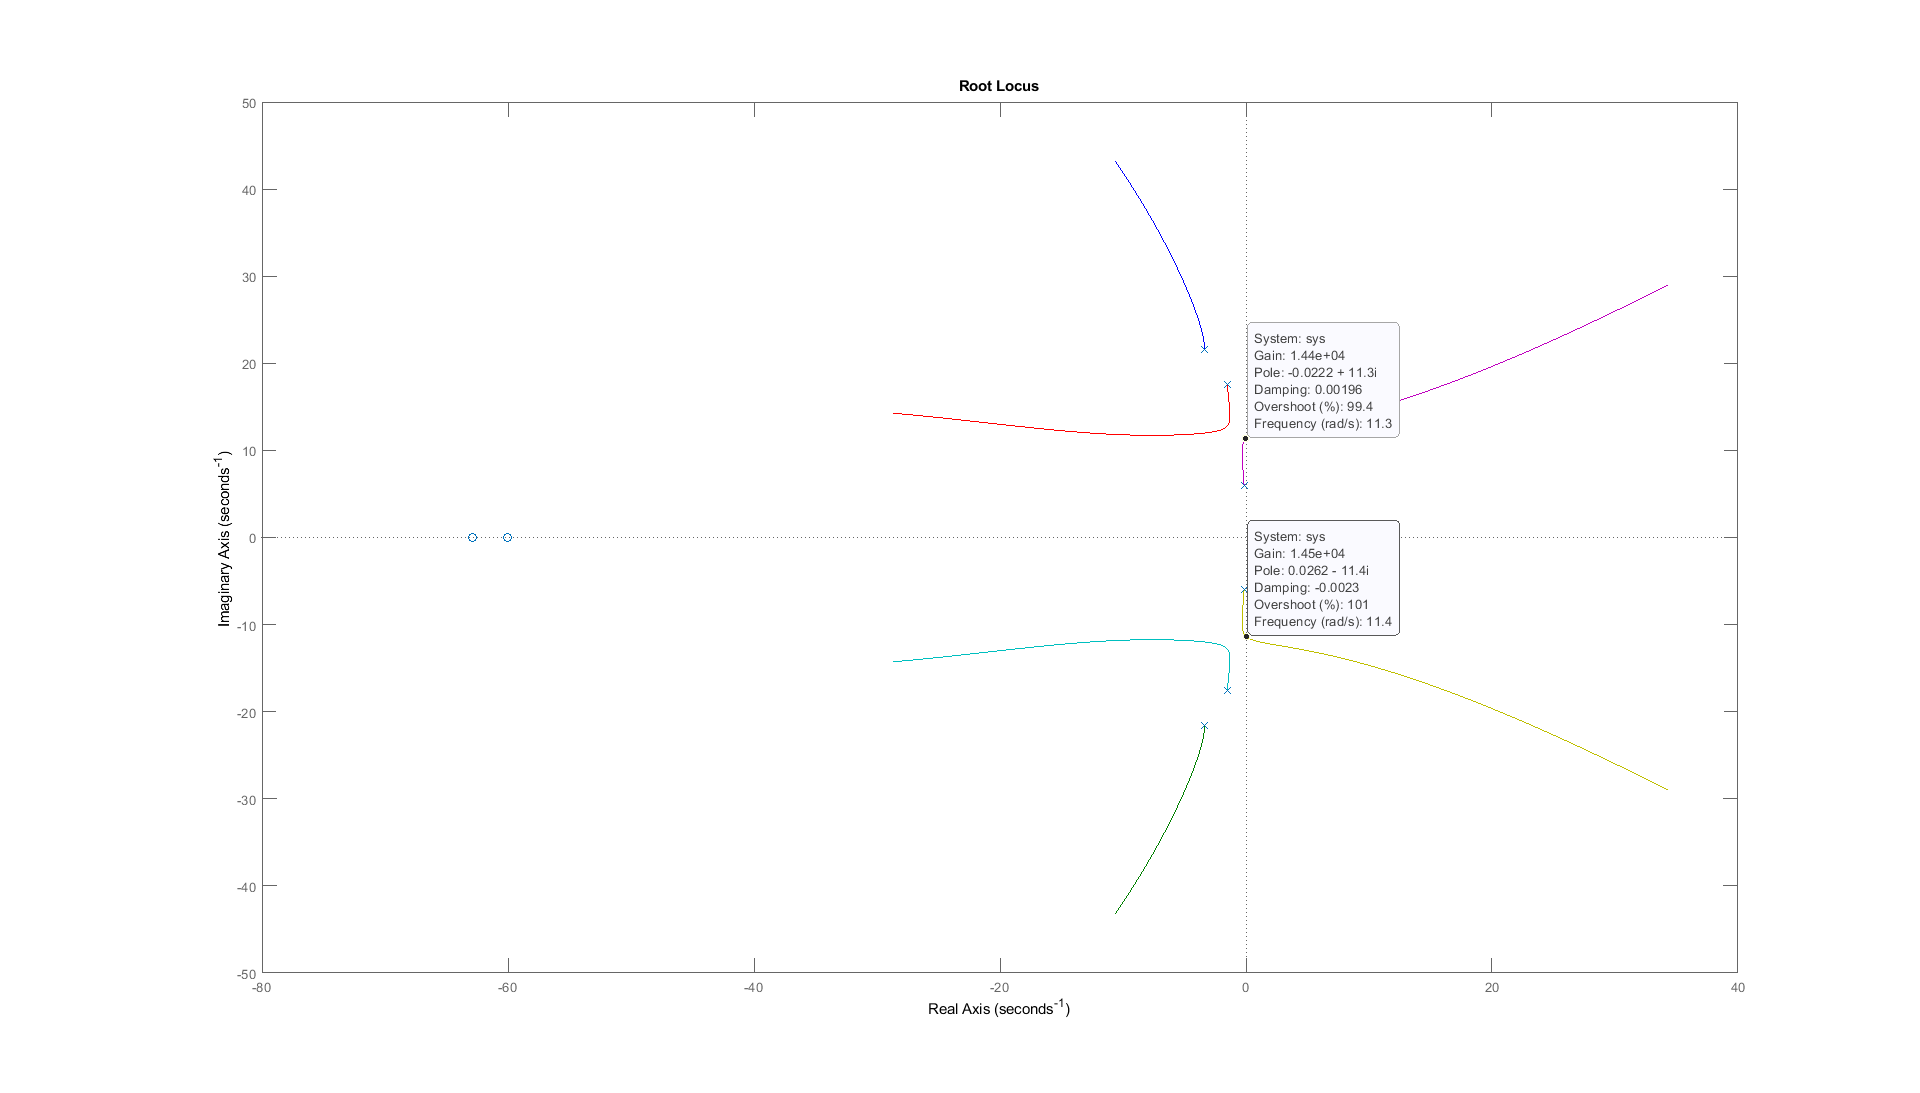 Root Locus
50
40
30
20
10
0
-10
-20
-30
-40
-50
Imaginary Axis (seconds^-1)
System: sys
Gain: 1.44e+04
Pole: -0.0222 + 11.3i
Damping: 0.00196
Overshoot (%): 99.4
Frequency (rad/s): 11.3
System: sys
Gain: 1.45e+04
Pole: 0.0262 - 11.4i
Damping: -0.0023
Overshoot (%): 101
Frequency (rad/s): 11.4
-80 -60 -40 -20 0 20 40
Real Axis (seconds^-1)